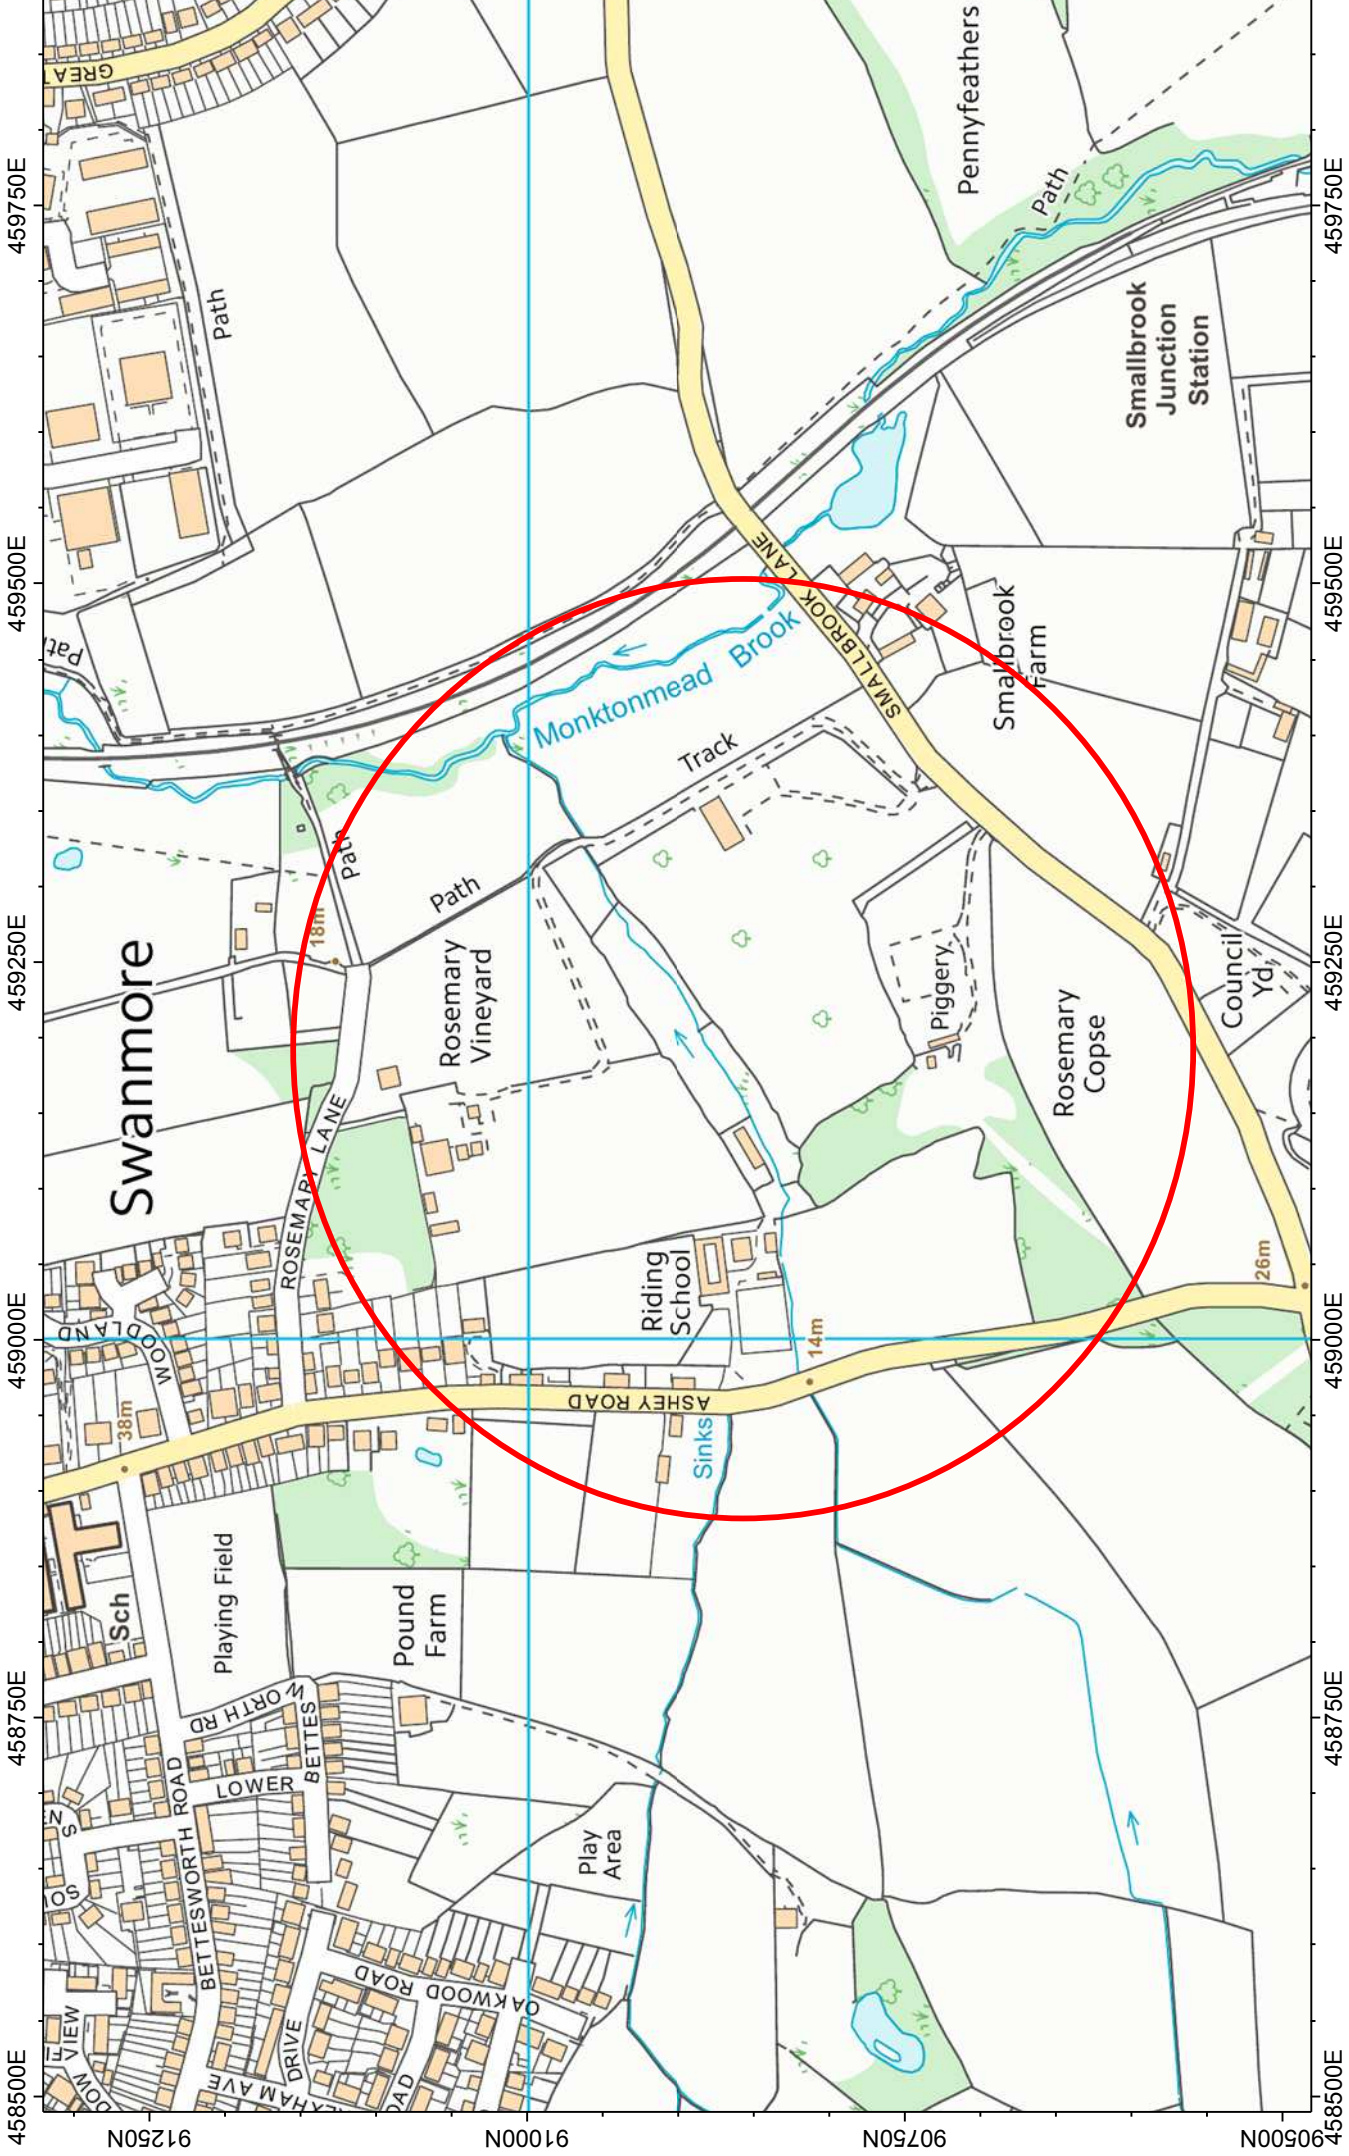 GREAT
459750E
459750E
Pennyfeathers
Path
Path
Smallbrook
Junction
Station
459500E
459500E
Path
SMALLBROOK LANE
SMALLBROOK
Smallbrook
Farm
Monktonmead Brook
Track
Path
Path
18m
Swanmore
459250E
459250E
Rosemary
Vineyard
Piggery
Rosemary
Copse
Council
Yd
ROSEMARY LANE
Riding
School
WOODLAND
459000E
459000E
14m
26m
38m
ASHEY ROAD
Sinks
Sch
Playing Field
Pound
Farm
458750E
458750E
BETTES
WORTH RD
LOWER
BETTESWORTH ROAD
Play
Area
OAKWOOD ROAD
DRIVE
VIEW
458500E
458500E
91250N
91000N
90750N
90500N